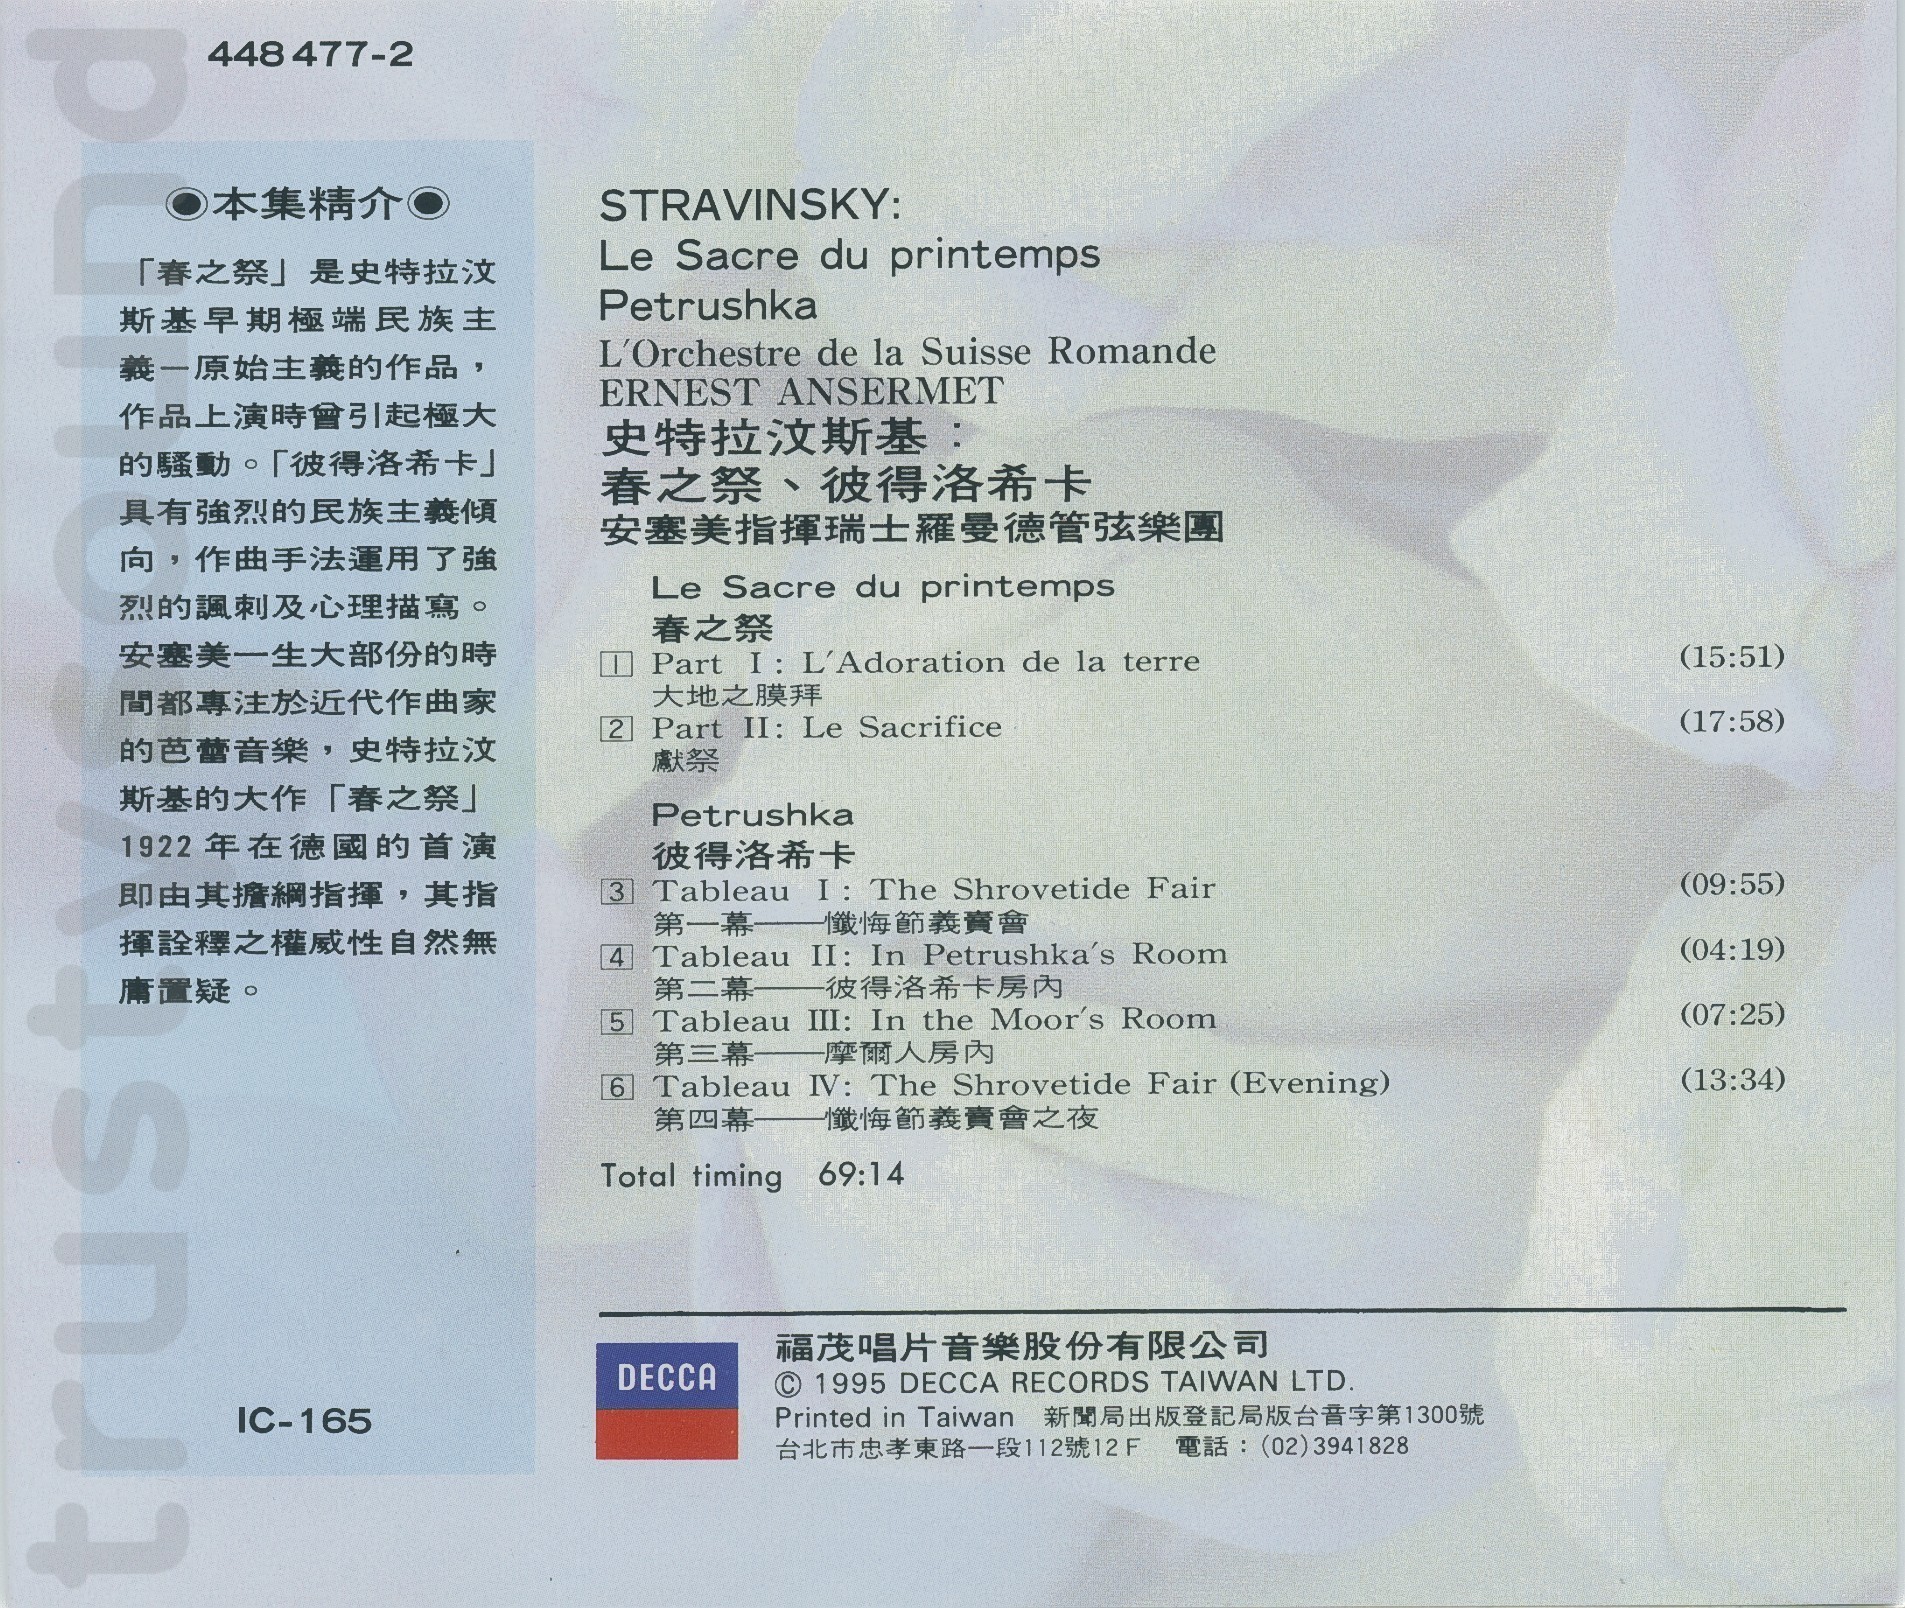 448 477-2
◉本集精介◉
「春之祭」是史特拉汶
斯基早期極端民族主
義—原始主義的作品，
作品上演時曾引起極大
的騷動。「彼得洛希卡」
具有強烈的民族主義傾
向，作曲手法運用了強
烈的諷刺及心理描寫。
安塞美一生大部份的時
間都專注於近代作曲家
的芭蕾音樂，史特拉汶
斯基的大作「春之祭」
1922年在德國的首演
即由其擔綱指揮，其指
揮詮釋之權威性自然無
庸置疑。
IC-165
STRAVINSKY:
Le Sacre du printemps
Petrushka
L'Orchestre de la Suisse Romande
ERNEST ANSERMET
史特拉汶斯基：
春之祭、彼得洛希卡
安塞美指揮瑞士羅曼德管弦樂團
Le Sacre du printemps
春之祭
1 Part I: L'Adoration de la terre (15:51)
大地之膜拜
2 Part II: Le Sacrifice (17:58)
獻祭
Petrushka
彼得洛希卡
3 Tableau I: The Shrovetide Fair (09:55)
第一幕——懺悔節義賣會
4 Tableau II: In Petrushka's Room (04:19)
第二幕——彼得洛希卡房內
5 Tableau III: In the Moor's Room (07:25)
第三幕——摩爾人房內
6 Tableau IV: The Shrovetide Fair (Evening) (13:34)
第四幕——懺悔節義賣會之夜
Total timing 69:14
DECCA
福茂唱片音樂股份有限公司
© 1995 DECCA RECORDS TAIWAN LTD.
Printed in Taiwan 新聞局出版登記局版台音字第1300號
台北市忠孝東路一段112號12F 電話：(02)3941828
trustysound